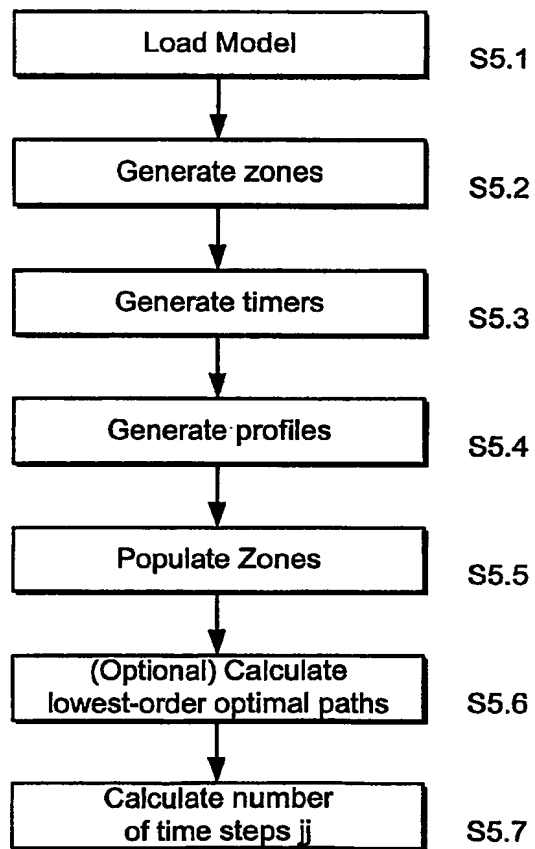 Load Model
S5.1
Generate zones
S5.2
Generate timers
S5.3
Generate profiles
S5.4
Populate Zones
S5.5
(Optional) Calculate
lowest-order optimal paths
S5.6
Calculate number
of time steps jj
S5.7